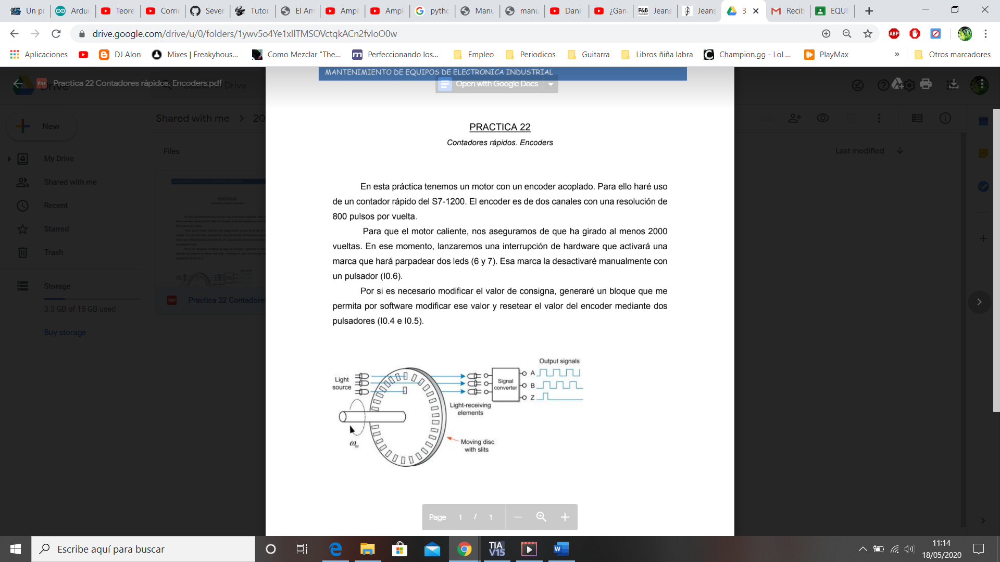 Un pr
Ardui
Teore
Corrie
Sever
Tutor
El Am
Ampl
Ampl
pytho
Manu
manu
Dani
¿Gan
P&B Jeans
Jeans
3
Recib
EQUI
drive.google.com/drive/u/0/folders/1ywv5o4Ye1xIlTMSOVctqkACn2fvloO0w
ABP
Aplicaciones
DJ Alon
Mixes | Freakyhous...
Como Mezclar "The...
Perfeccionando los...
Empleo
Periodicos
Guitarra
Libros ñiña labra
Champion.gg - LoL...
PlayMax
»
Otros marcadores
MANTENIMIENTO DE EQUIPOS DE ELECTRONICA INDUSTRIAL
PDF Practica 22 Contadores rápidos. Encoders.pdf
Drive
Search in Drive
Open with Google Docs
New
Shared with me > 20
My Drive
Shared with me
Recent
Starred
Trash
Storage
3.3 GB of 15 GB used
Buy storage
Files
Last modified
PDF Practica 22 Contadore
PRACTICA 22
Contadores rápidos. Encoders
En esta práctica tenemos un motor con un encoder acoplado. Para ello haré uso
de un contador rápido del S7-1200. El encoder es de dos canales con una resolución de
800 pulsos por vuelta.
Para que el motor caliente, nos aseguramos de que ha girado al menos 2000
vueltas. En ese momento, lanzaremos una interrupción de hardware que activará una
marca que hará parpadear dos leds (6 y 7). Esa marca la desactivaré manualmente con
un pulsador (I0.6).
Por si es necesario modificar el valor de consigna, generaré un bloque que me
permita por software modificar ese valor y resetear el valor del encoder mediante dos
pulsadores (I0.4 e I0.5).
Output signals
Light
source
Signal
converter
A
B
Z
Light-receiving
elements
ωm
Moving disc
with slits
Page 1 / 1
Escribe aquí para buscar
TIA
V15
11:14
18/05/2020